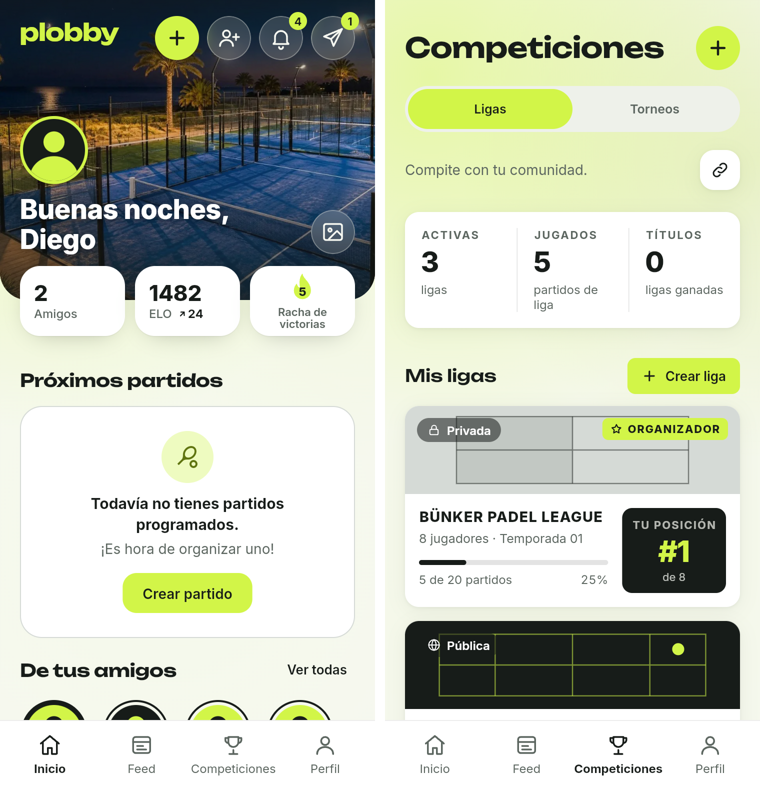 plobby
4
1
Buenas noches,
Diego
2
Amigos
1482
ELO ↗ 24
5
Racha de
victorias
Próximos partidos
Todavía no tienes partidos
programados.
¡Es hora de organizar uno!
Crear partido
De tus amigos
Ver todas
Inicio
Feed
Competiciones
Perfil
Competiciones
Ligas
Torneos
Compite con tu comunidad.
ACTIVAS
3
ligas
JUGADOS
5
partidos de
liga
TÍTULOS
0
ligas ganadas
Mis ligas
+ Crear liga
Privada
ORGANIZADOR
BÜNKER PADEL LEAGUE
8 jugadores · Temporada 01
5 de 20 partidos
25%
TU POSICIÓN
#1
de 8
Pública
Inicio
Feed
Competiciones
Perfil